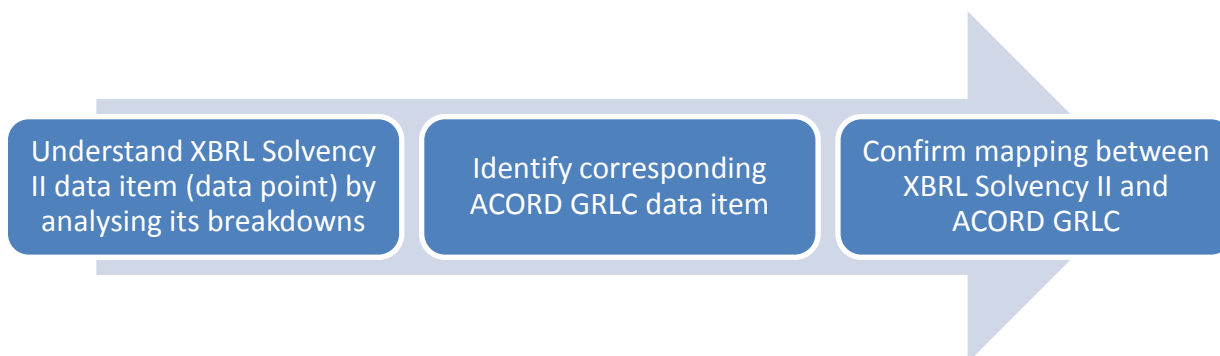 Understand XBRL Solvency
II data item (data point) by
analysing its breakdowns
Identify corresponding
ACORD GRLC data item
Confirm mapping between
XBRL Solvency II and
ACORD GRLC